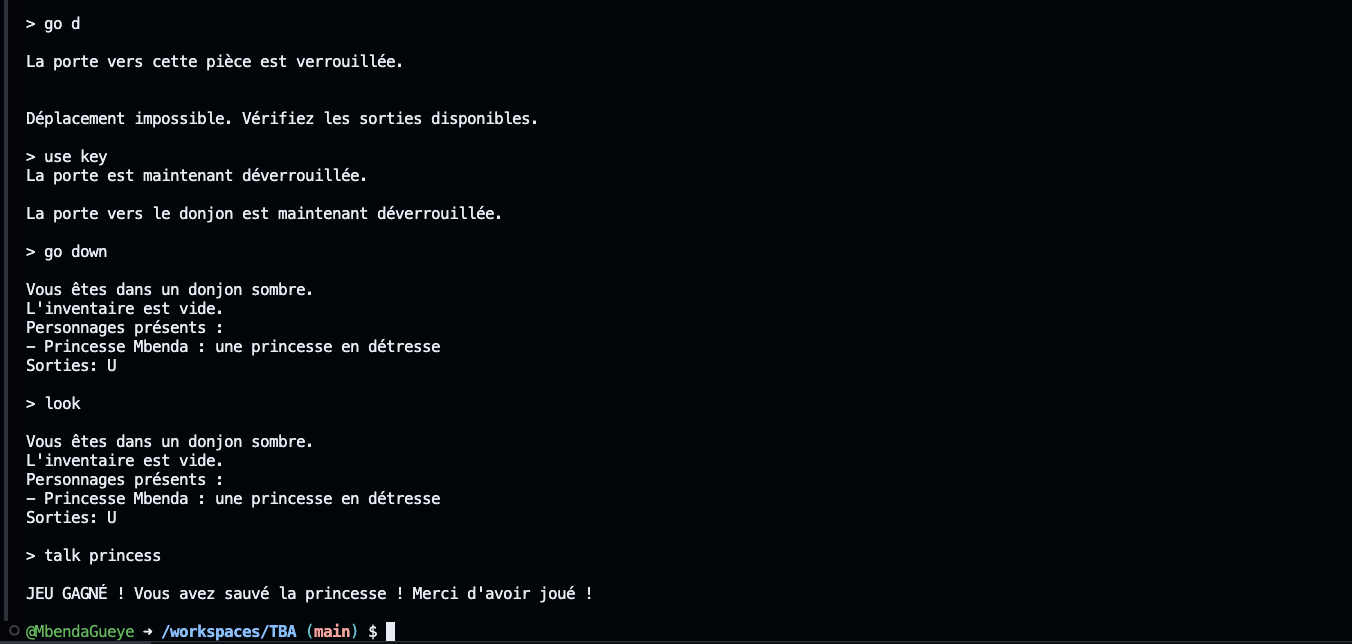 > go d
La porte vers cette pièce est verrouillée.
Déplacement impossible. Vérifiez les sorties disponibles.
> use key
La porte est maintenant déverrouillée.
La porte vers le donjon est maintenant déverrouillée.
> go down
Vous êtes dans un donjon sombre.
L'inventaire est vide.
Personnages présents :
- Princesse Mbenda : une princesse en détresse
Sorties: U
> look
Vous êtes dans un donjon sombre.
L'inventaire est vide.
Personnages présents :
- Princesse Mbenda : une princesse en détresse
Sorties: U
> talk princess
JEU GAGNÉ ! Vous avez sauvé la princesse ! Merci d'avoir joué !
@MbendaGueye ➜ /workspaces/TBA (main) $